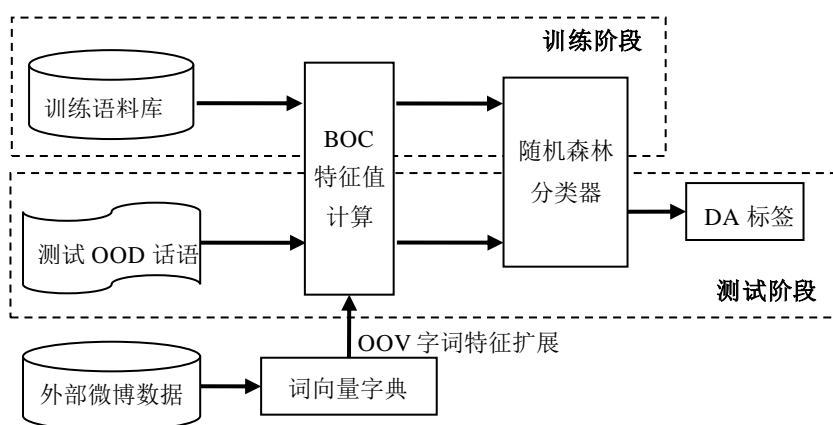 训练阶段
训练语料库
BOC
特征值
计算
随机森林
分类器
测试 OOD 话语
DA 标签
测试阶段
OOV 字词特征扩展
外部微博数据
词向量字典